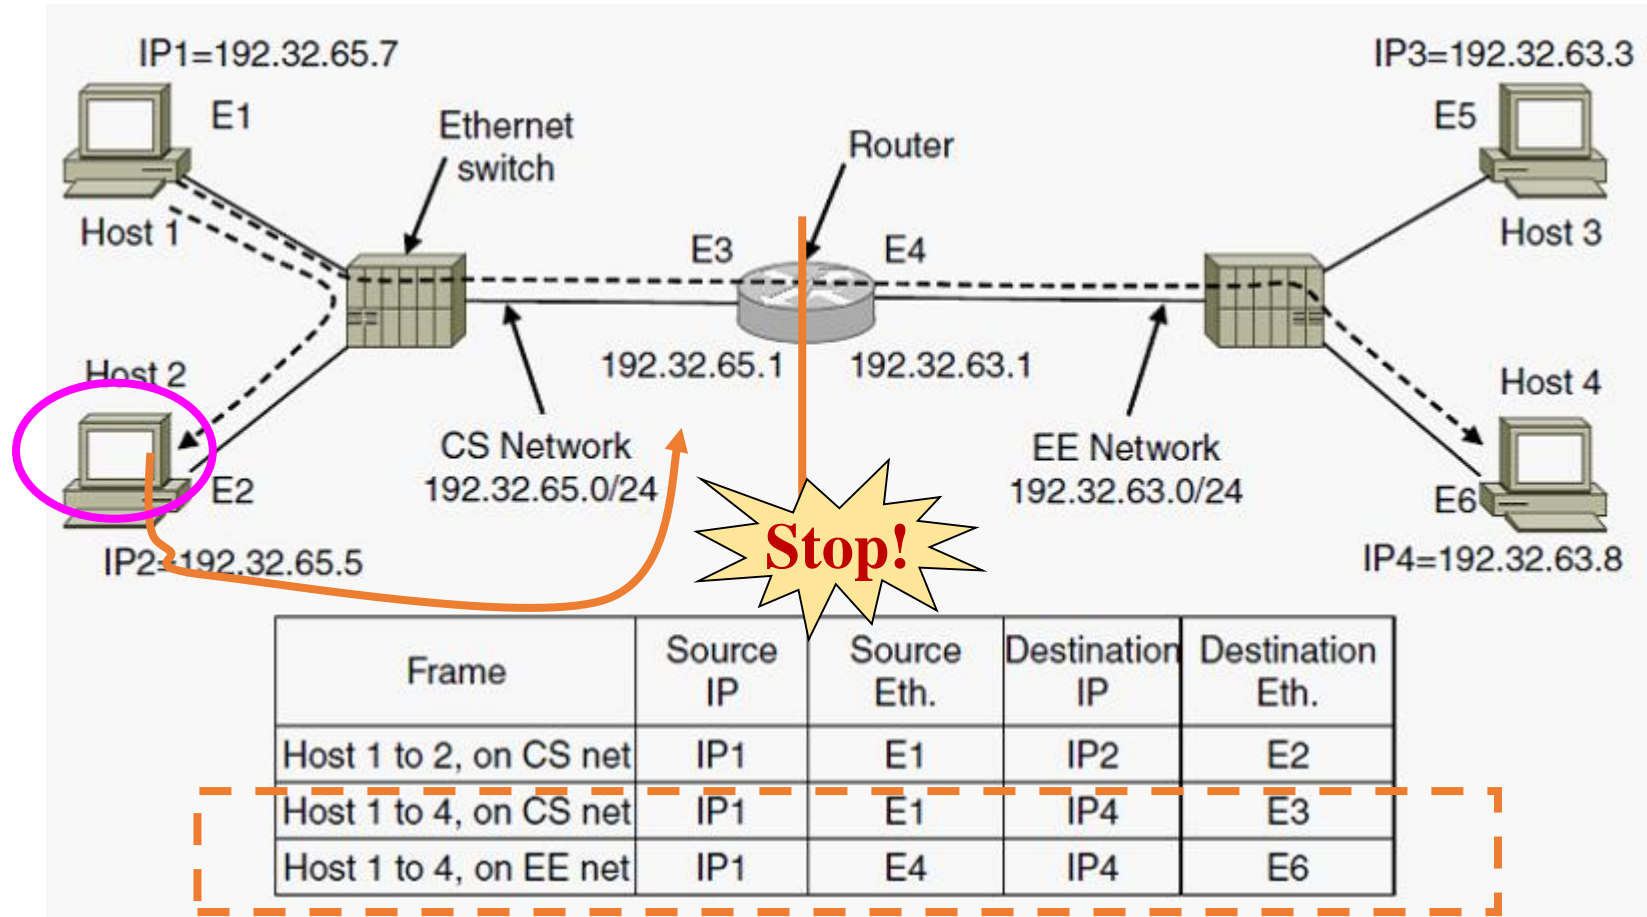 IP1=192.32.65.7
IP3=192.32.63.3
E1
Ethernet
switch
Router
E5
Host 1
E3
E4
Host 3
Host 2
192.32.65.1
192.32.63.1
Host 4
CS Network
192.32.65.0/24
EE Network
192.32.63.0/24
E2
E6
Stop!
IP2=192.32.65.5
IP4=192.32.63.8
Frame
Source
IP
Source
Eth.
Destination
IP
Destination
Eth.
Host 1 to 2, on CS net IP1 E1 IP2 E2
Host 1 to 4, on CS net IP1 E1 IP4 E3
Host 1 to 4, on EE net IP1 E4 IP4 E6